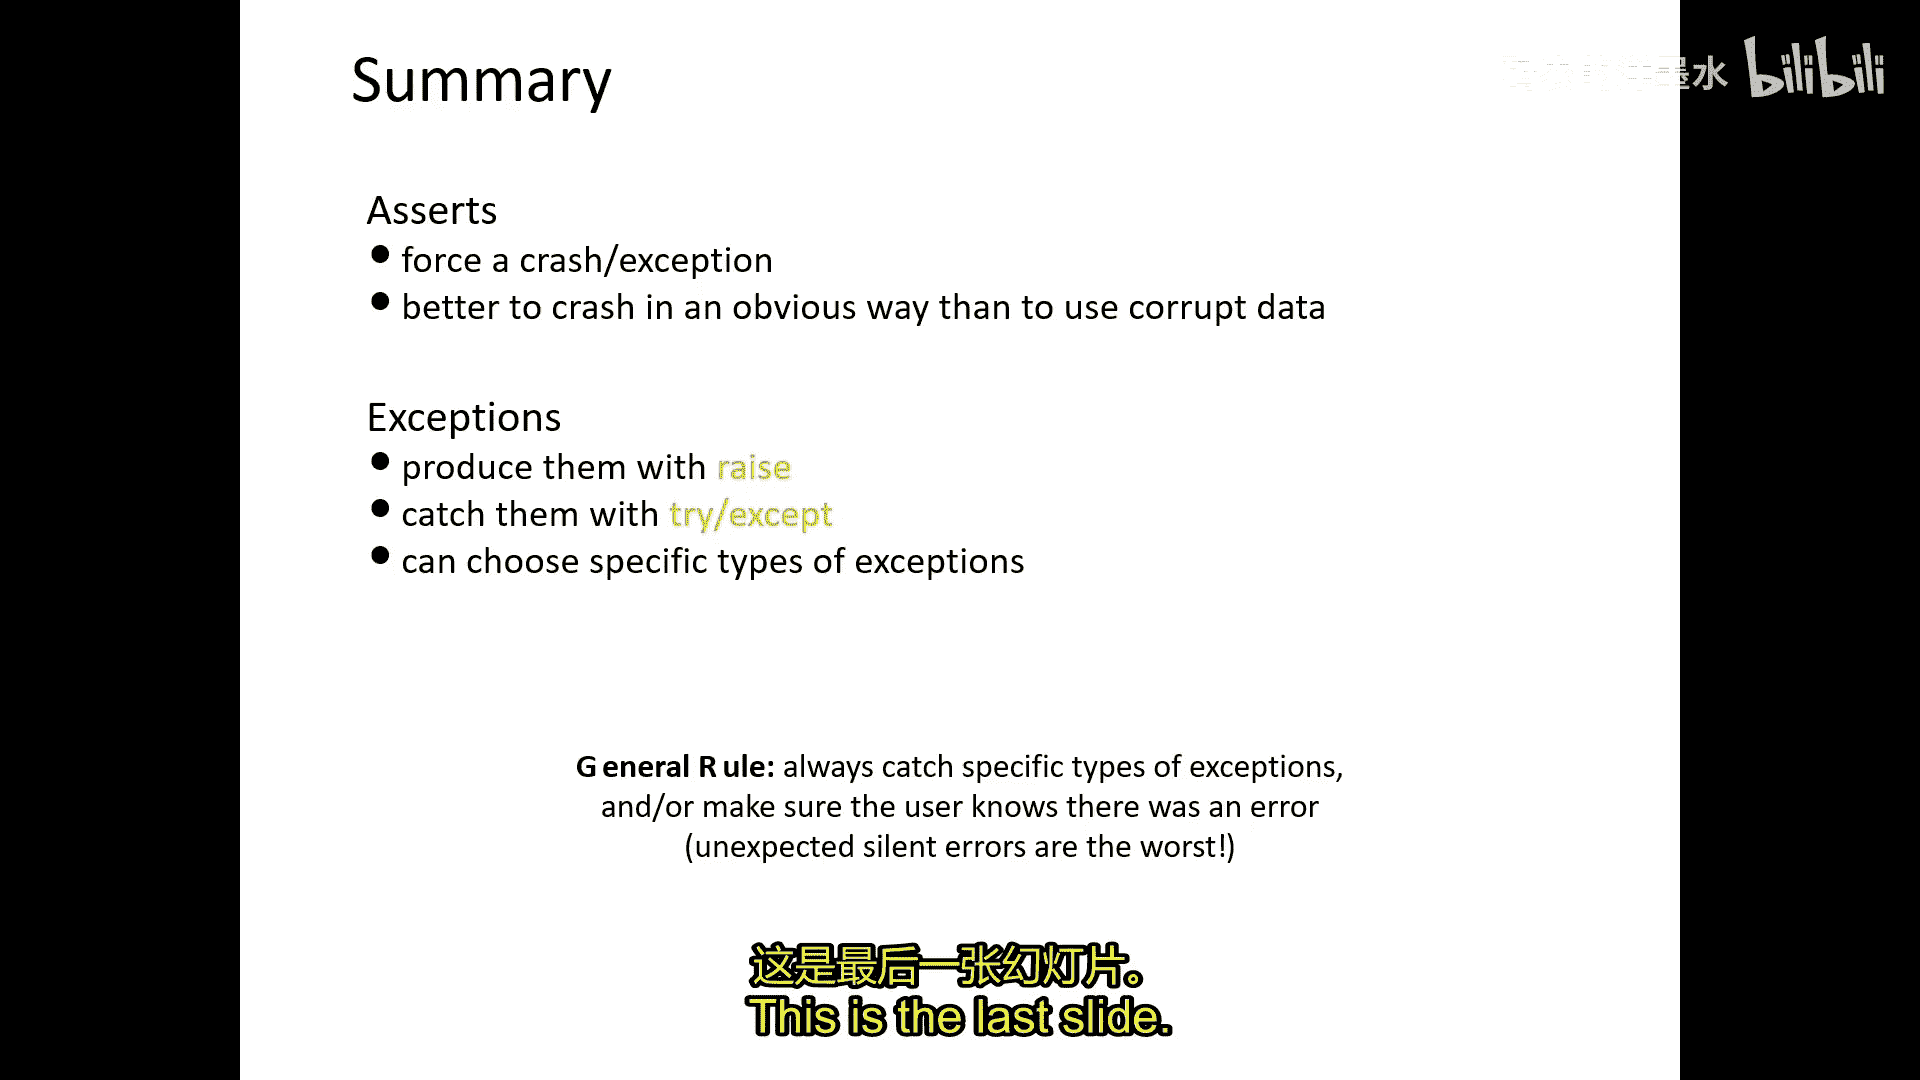 Summary
水 bilibili
Asserts
• force a crash/exception
• better to crash in an obvious way than to use corrupt data
Exceptions
• produce them with raise
• catch them with try/except
• can choose specific types of exceptions
General Rule: always catch specific types of exceptions,
and/or make sure the user knows there was an error
(unexpected silent errors are the worst!)
这是最后一张幻灯片。
This is the last slide.